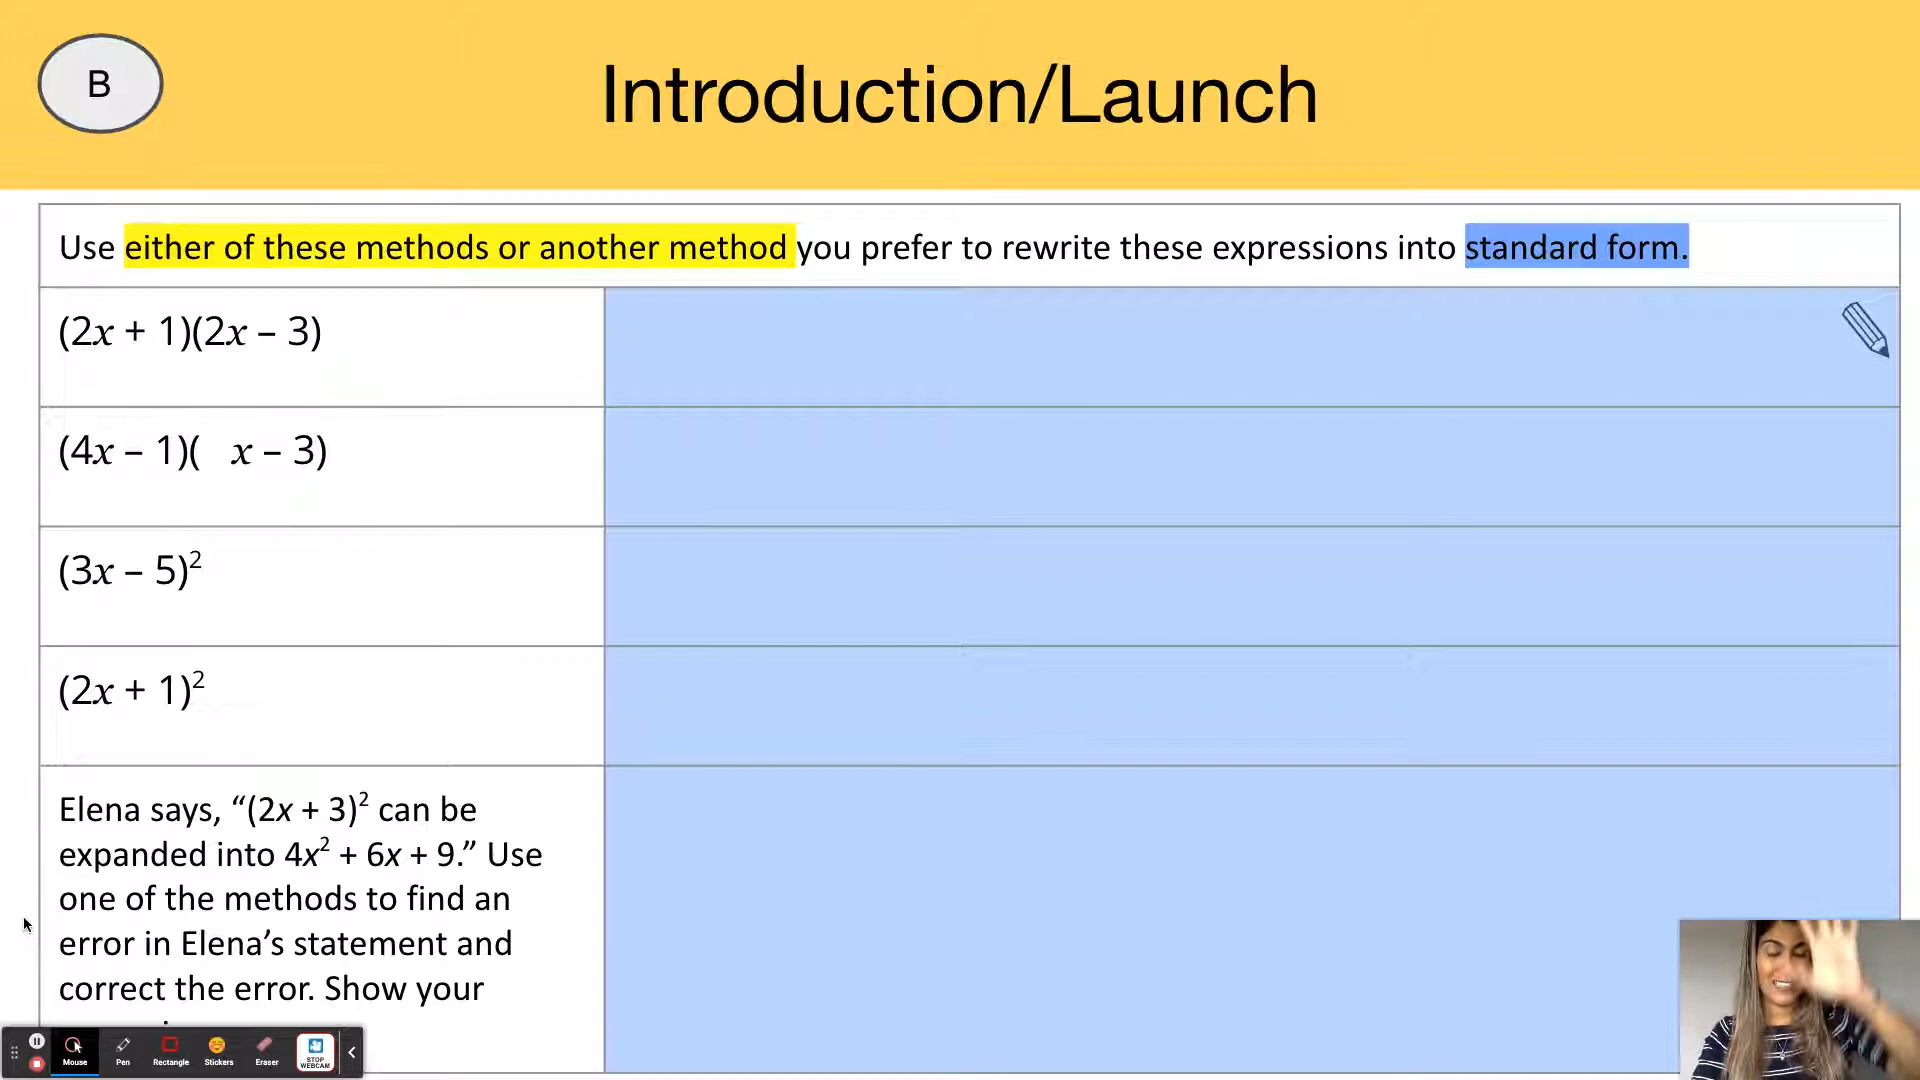 B
Introduction/Launch
Use either of these methods or another method you prefer to rewrite these expressions into standard form.
(2x + 1)(2x – 3)
(4x – 1)(   x – 3)
(3x – 5)²
(2x + 1)²
Elena says, “(2x + 3)² can be
expanded into 4x² + 6x + 9.” Use
one of the methods to find an
error in Elena’s statement and
correct the error. Show your
Mouse Pen Rectangle Stickers Eraser STOP WEBCAM